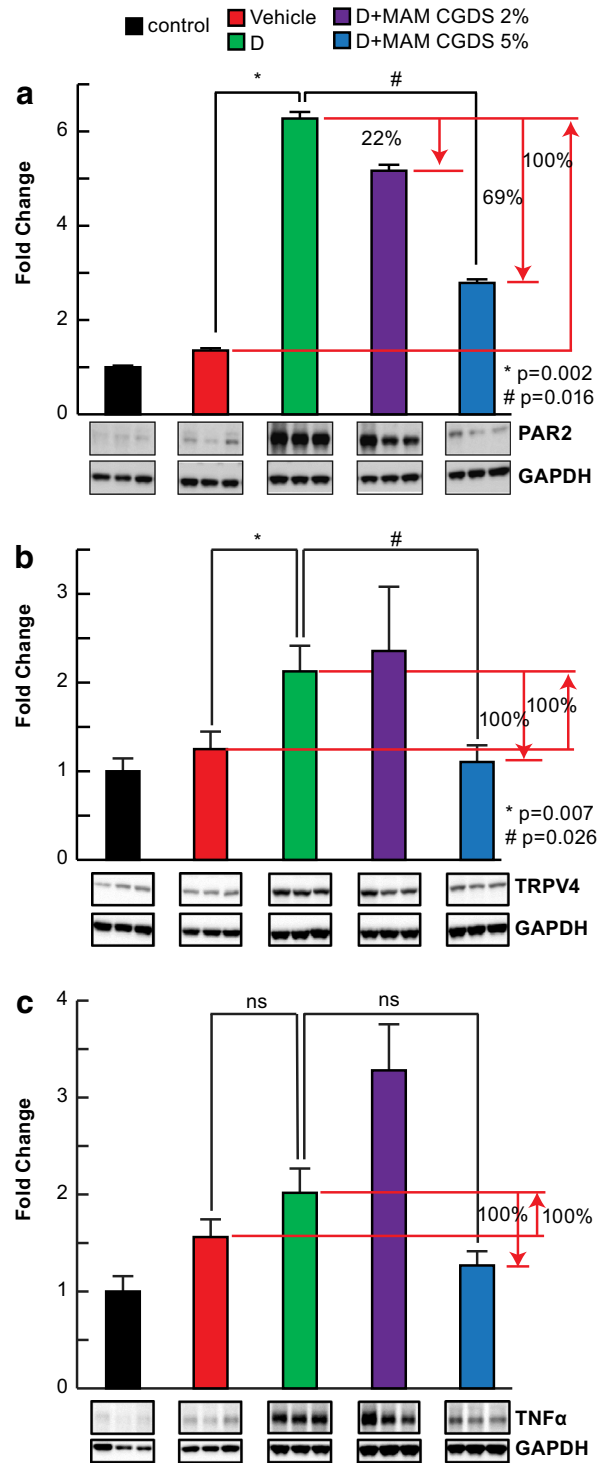 control
Vehicle
D
D+MAM CGDS 2%
D+MAM CGDS 5%
a
*
#
Fold Change
6
4
2
0
22%
100%
69%
* p=0.002
# p=0.016
PAR2
GAPDH
b
*
#
Fold Change
3
2
1
0
100%
100%
* p=0.007
# p=0.026
TRPV4
GAPDH
c
ns
ns
Fold Change
4
3
2
1
0
100%
100%
TNFα
GAPDH